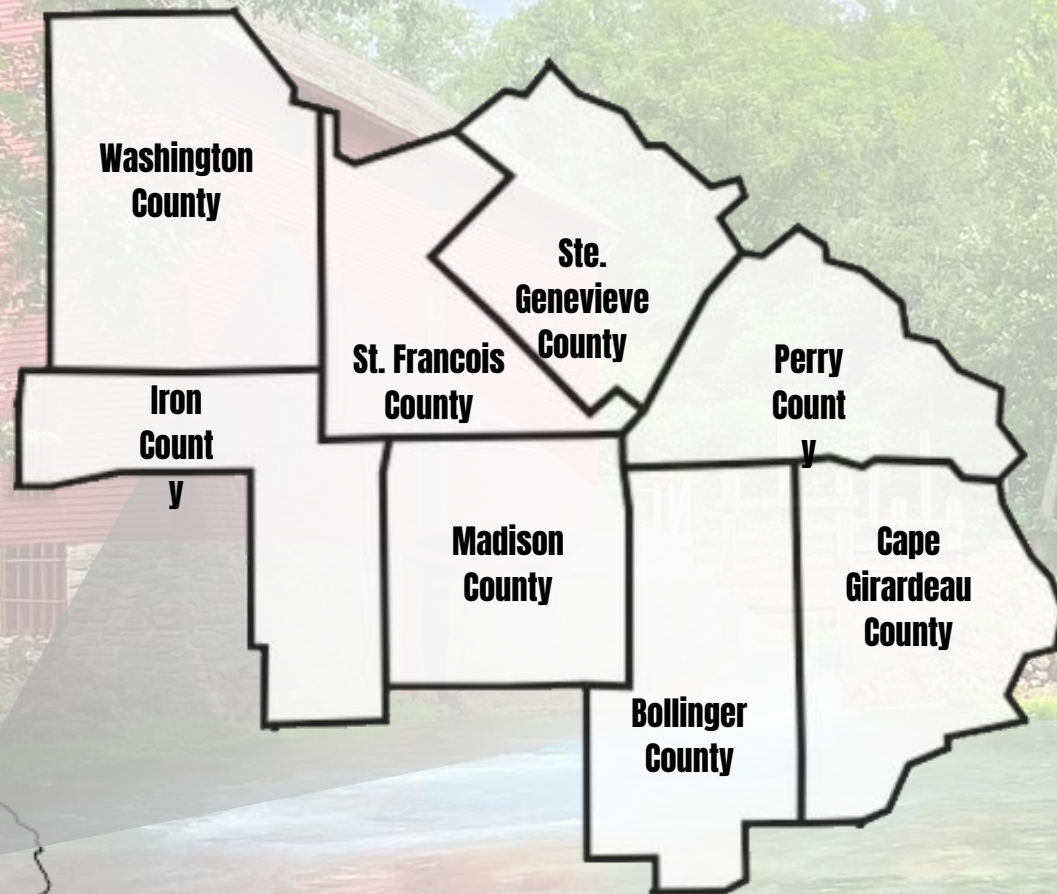 Washington
County
Ste.
Genevieve
County
St. Francois
County
Perry
Count
y
Iron
Count
y
Madison
County
Cape
Girardeau
County
Bollinger
County